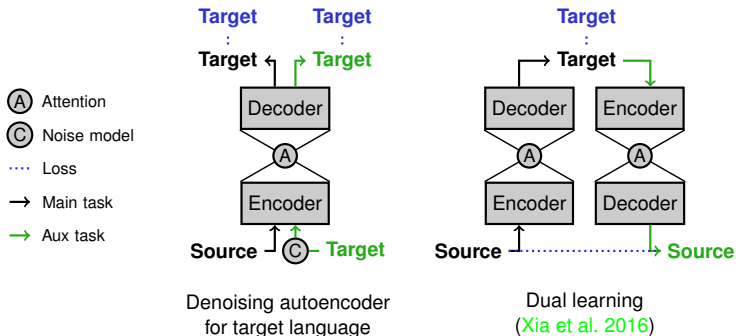 Target Target Target
Target Target Target
Decoder Decoder Encoder
A Attention
C Noise model
A A A
Loss
Main task
Encoder Encoder Decoder
Aux task
Source C Target Source Source
Denoising autoencoder
for target language
Dual learning
(Xia et al. 2016)